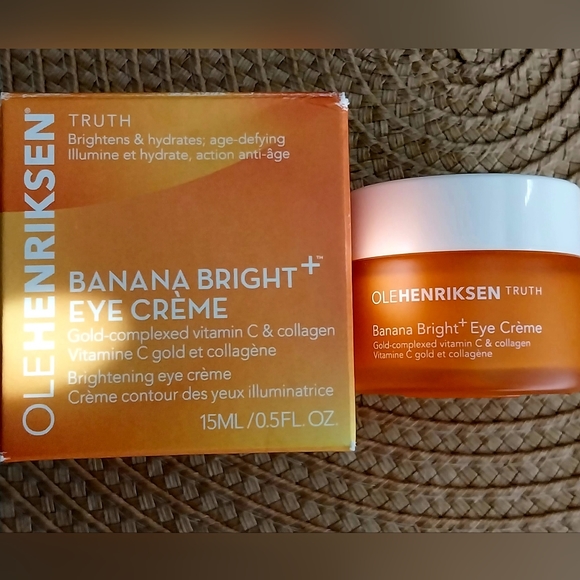 OLEHENRIKSEN®
TRUTH
Brightens & hydrates; age-defying
Illumine et hydrate, action anti-âge
BANANA BRIGHT+™
EYE CRÈME
Gold-complexed vitamin C & collagen
Vitamine C gold et collagène
Brightening eye crème
Crème contour des yeux illuminatrice
15ML/0.5FL. OZ.
OLEHENRIKSEN TRUTH
Banana Bright+ Eye Crème
Gold-complexed vitamin C & collagen
Vitamine C gold et collagène